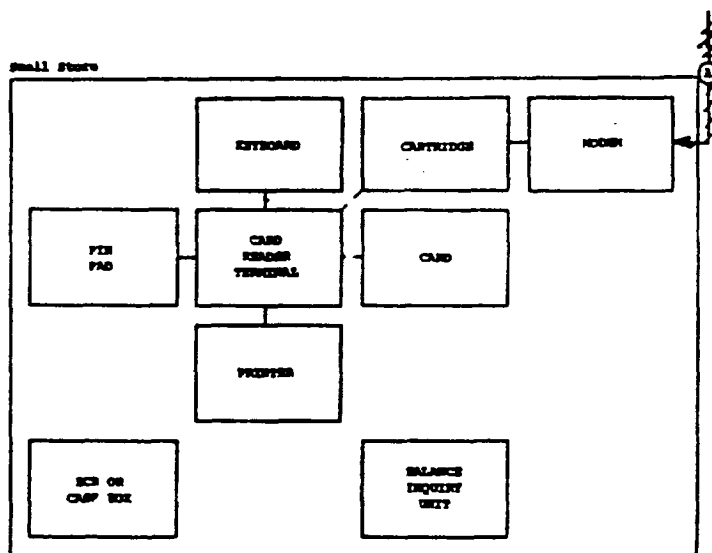 Small Store
KEYBOARD
CARTRIDGE
MODEM
PIN
PAD
CARD
READER
TERMINAL
CARD
PRINTER
ECR OR
CASH BOX
BALANCE
INQUIRY
UNIT